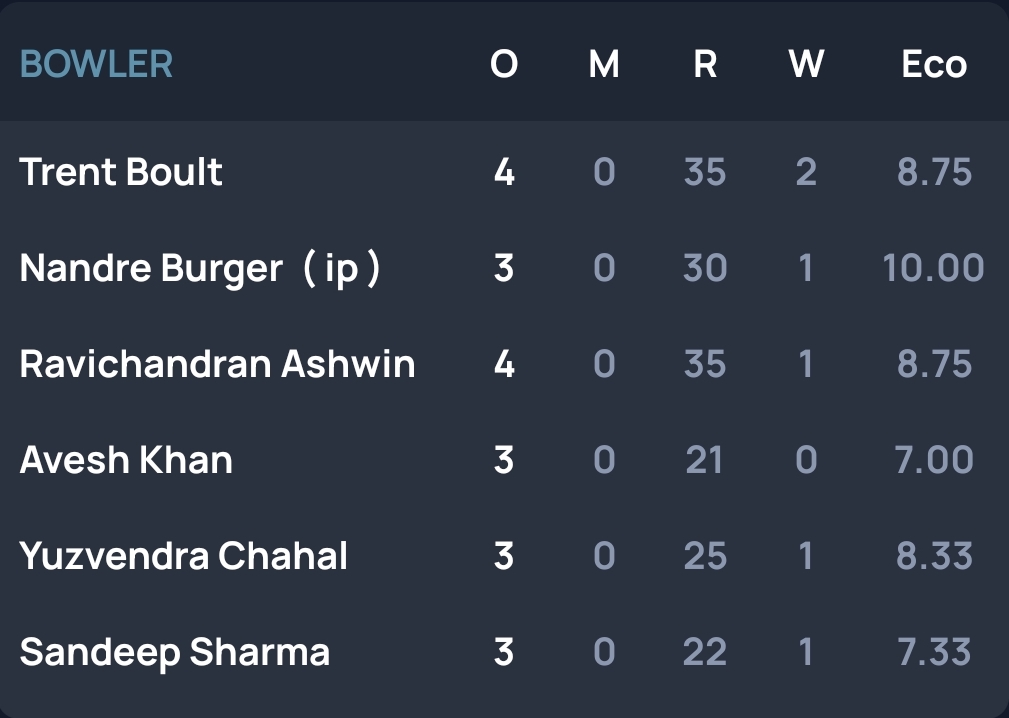 BOWLER O M R W Eco
Trent Boult 4 0 35 2 8.75
Nandre Burger ( ip ) 3 0 30 1 10.00
Ravichandran Ashwin 4 0 35 1 8.75
Avesh Khan 3 0 21 0 7.00
Yuzvendra Chahal 3 0 25 1 8.33
Sandeep Sharma 3 0 22 1 7.33